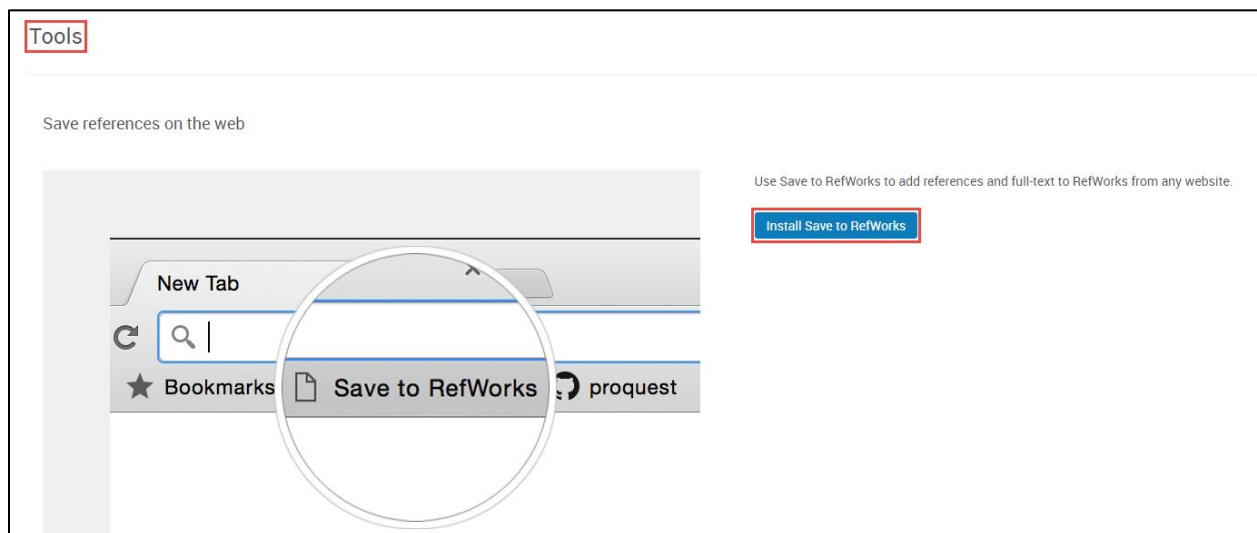 Tools
Save references on the web
Use Save to RefWorks to add references and full-text to RefWorks from any website.
Install Save to RefWorks
New Tab
Bookmarks
Save to RefWorks
proquest